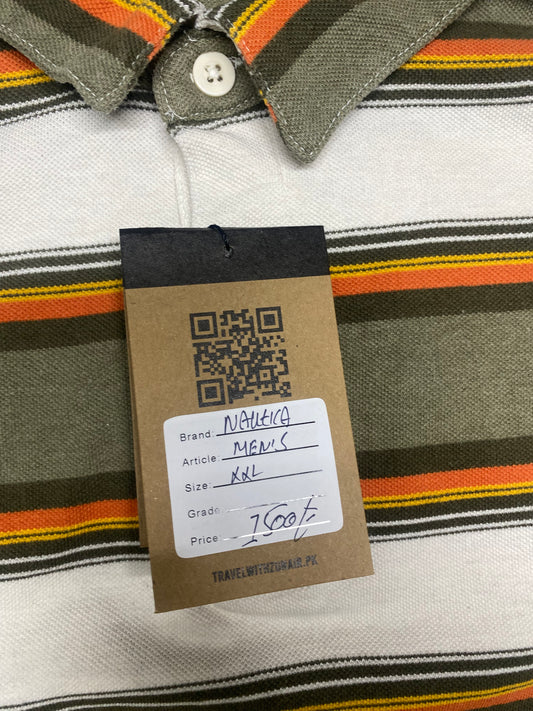 Brand: NAUTICA
Article: MEN'S
Size: XXL
Grade
Price: 1500/-
TRAVELWITHZUNAIR.PK